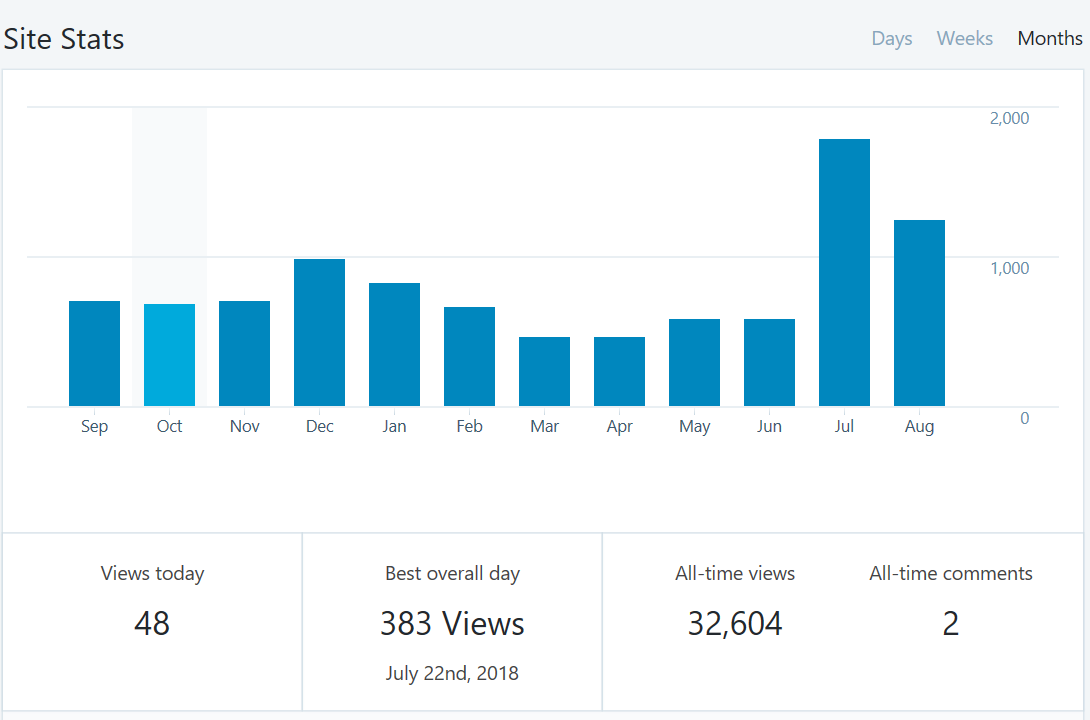 Site Stats
Days Weeks Months
2,000
1,000
0
Sep Oct Nov Dec Jan Feb Mar Apr May Jun Jul Aug
Views today
48
Best overall day
383 Views
July 22nd, 2018
All-time views
32,604
All-time comments
2